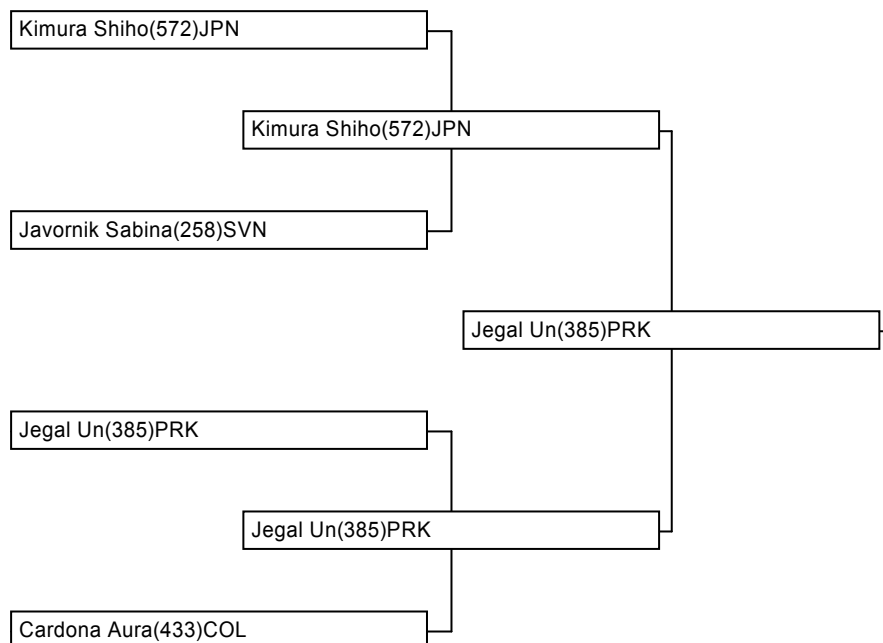 Kimura Shiho(572)JPN
Kimura Shiho(572)JPN
Javornik Sabina(258)SVN
Jegal Un(385)PRK
Jegal Un(385)PRK
Jegal Un(385)PRK
Cardona Aura(433)COL